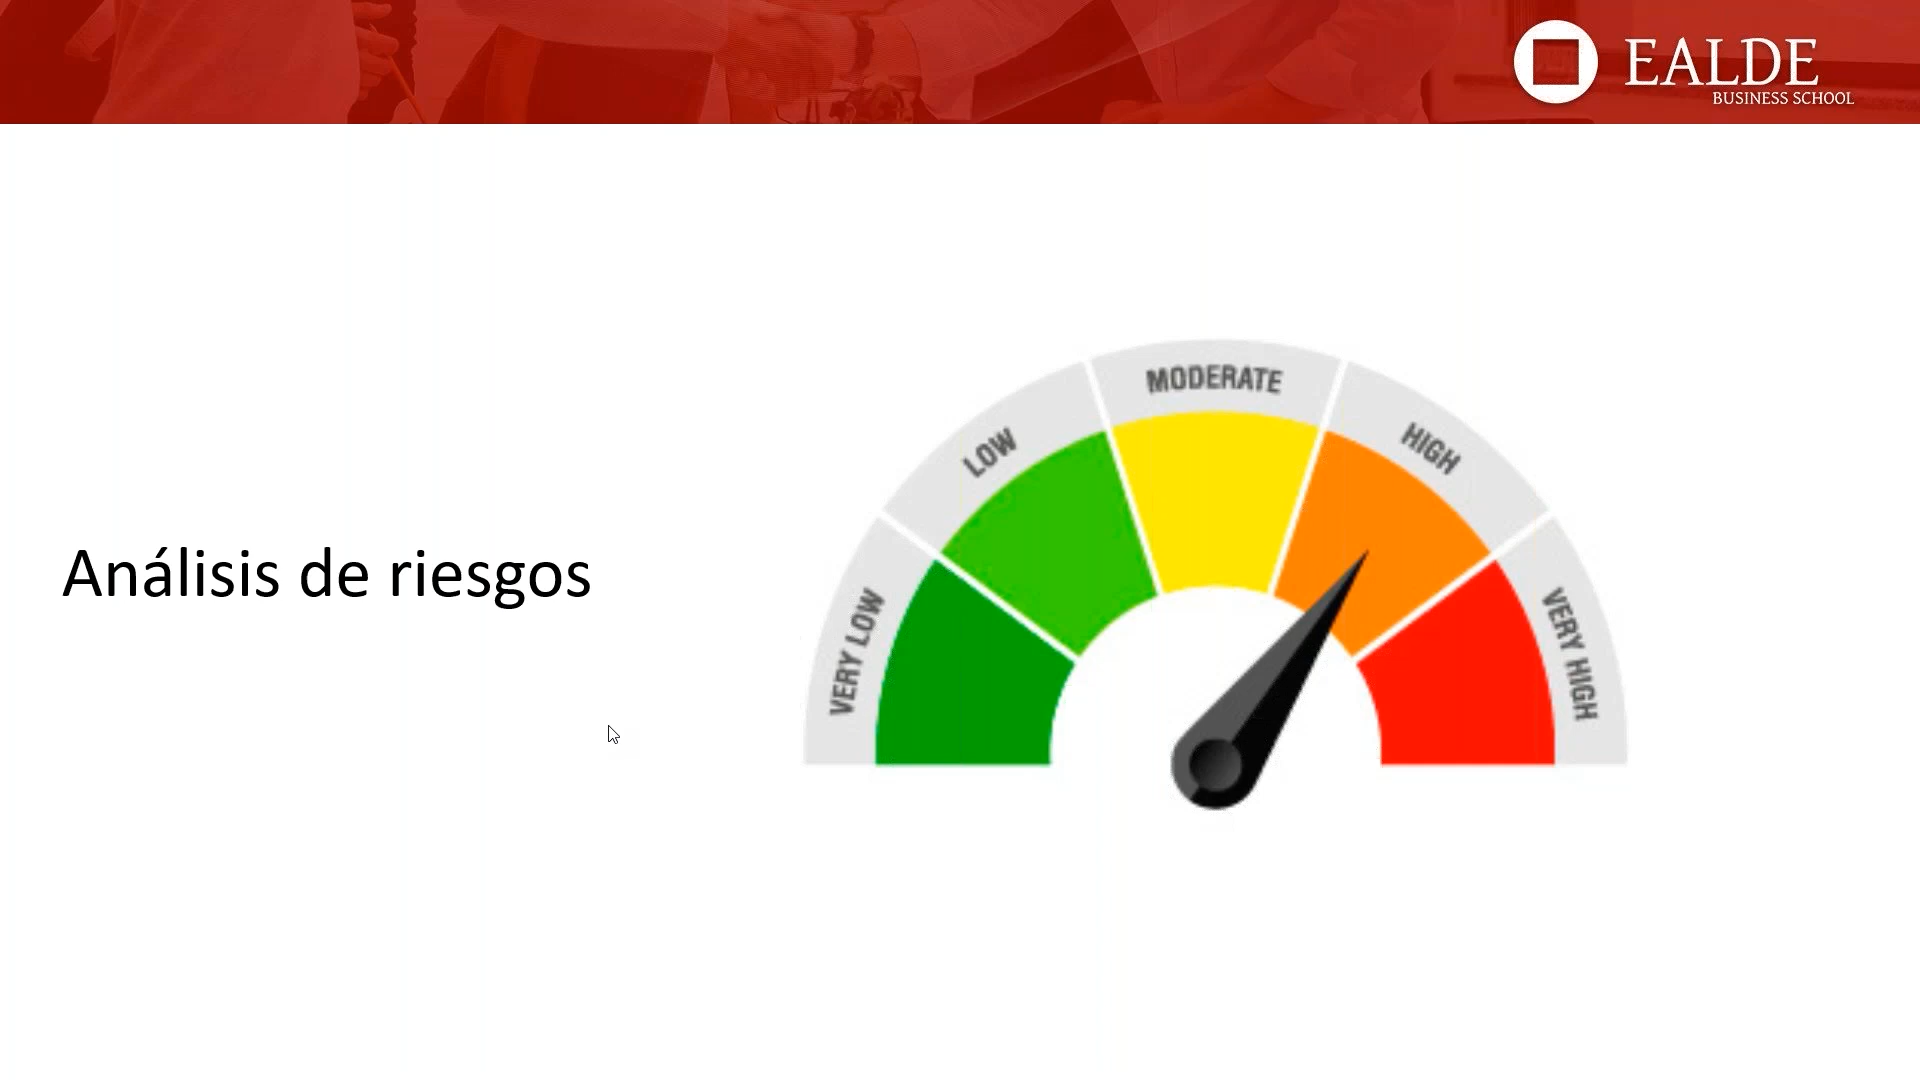 EALDE
BUSINESS SCHOOL
Análisis de riesgos
VERY LOW
LOW
MODERATE
HIGH
VERY HIGH